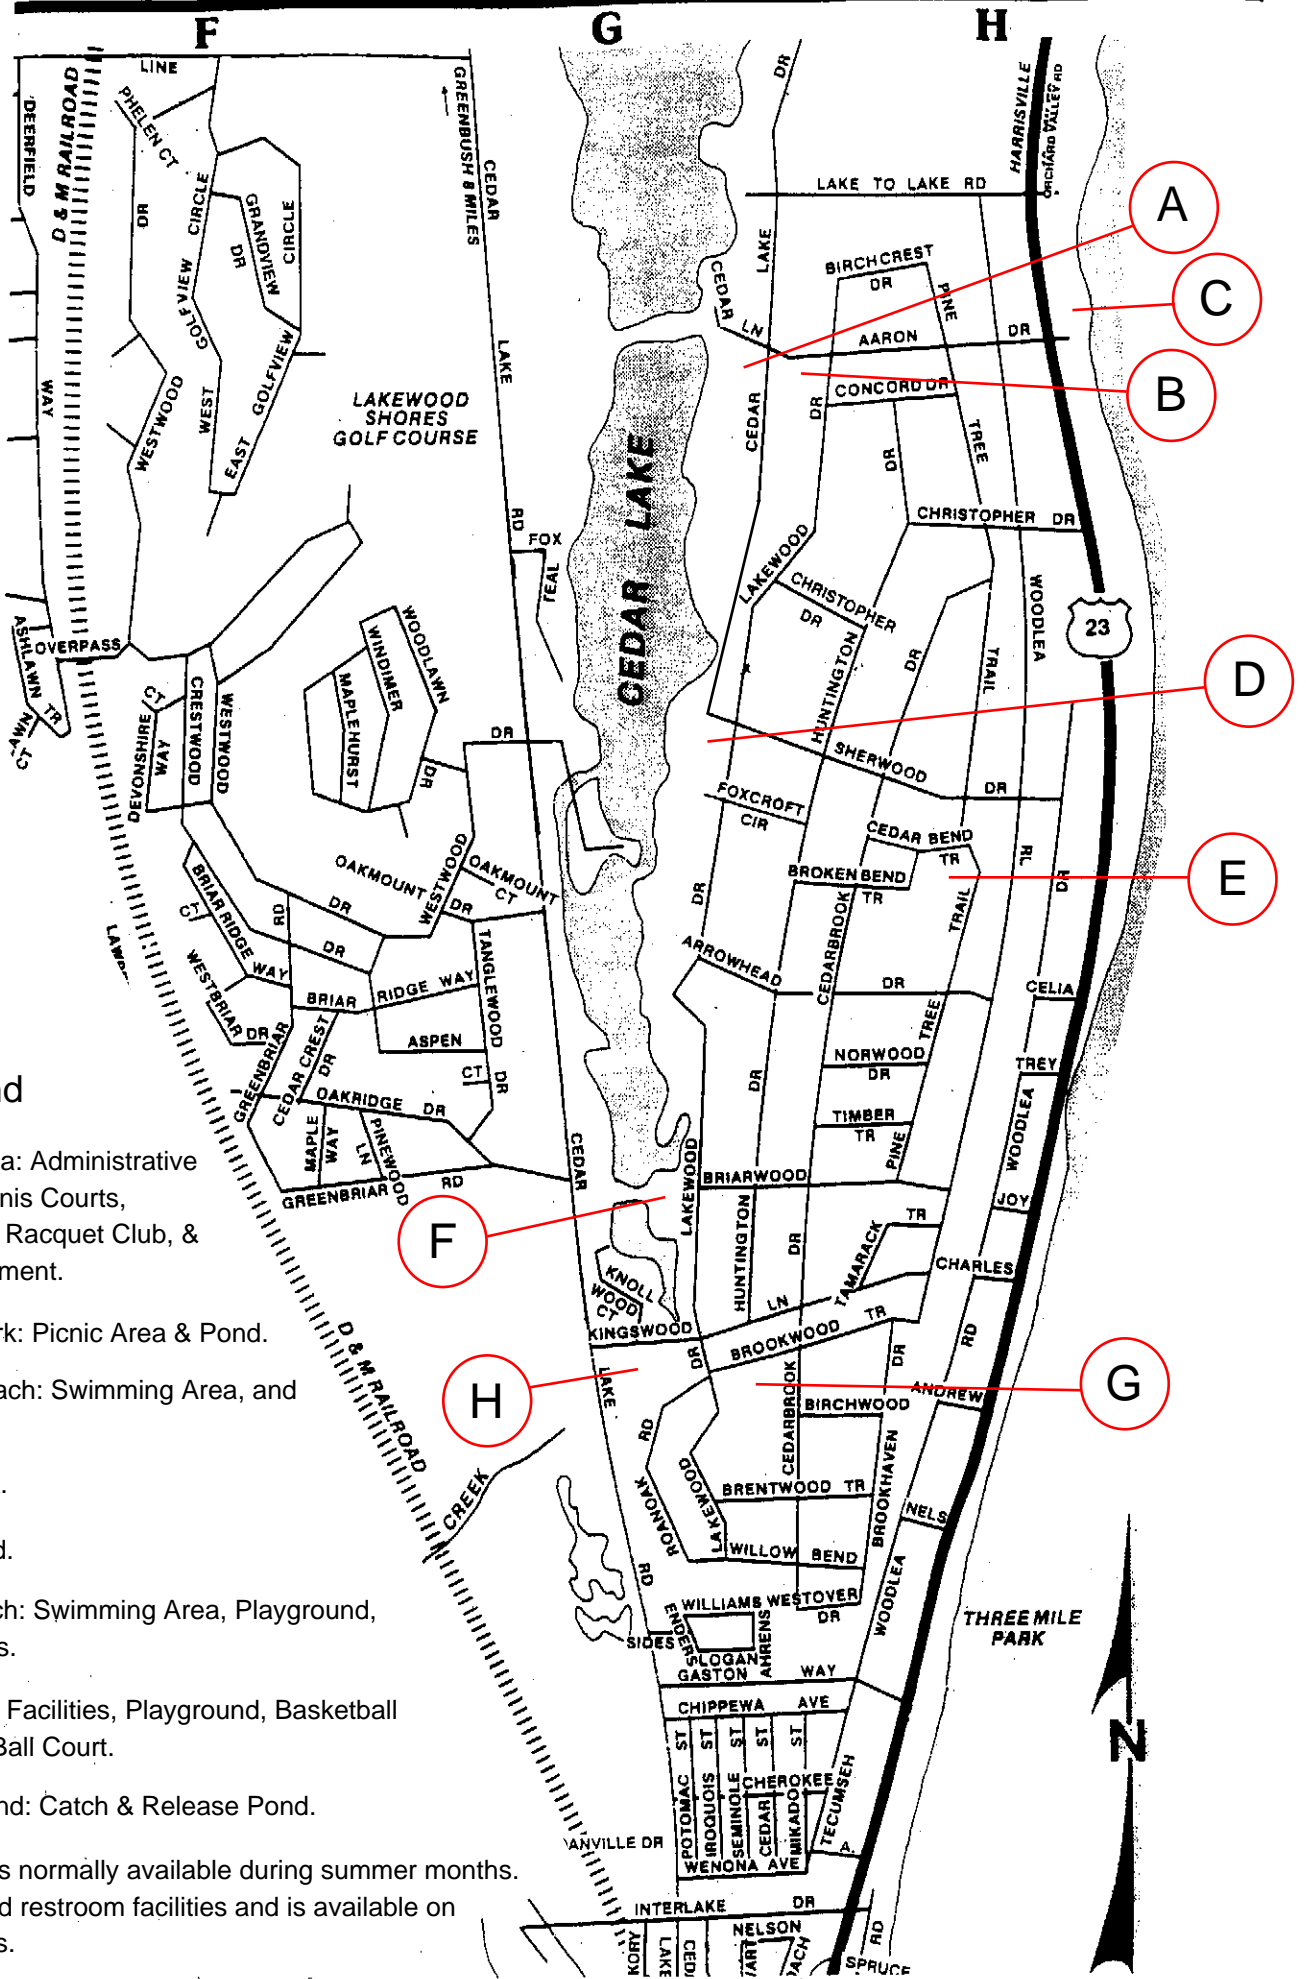 F
G
H
LINE
DEERFIELD
WAY
D & M RAILROAD
PHELEN CT
DR
WESTWOOD
GOLFVIEW CIRCLE
WEST
GRANDVIEW
DR
CIRCLE
EAST GOLFVIEW
GREENBUSH 8 MILES
CEDAR
LAKE
RD
LAKEWOOD
SHORES
GOLF COURSE
CEDAR LAKE
DR
LAKE
CEDAR
HARRISVILLE
ORCHARD VALLEY RD
LAKE TO LAKE RD
A
C
B
CEDAR
LN
BIRCHCREST
DR
PINE
AARON
DR
CONCORD DR
DR
DR
TREE
CHRISTOPHER DR
LAKEWOOD
CHRISTOPHER
DR
HUNTINGTON
DR
TRAIL
WOODLEA
23
FOX
TEAL
D
OVERPASS
ASHLAWN TR
CT
DEVONSHIRE
WAY
CT
CRESTWOOD
WESTWOOD
MAPLEHURST
WINDIMER
WOODLAWN
DR
DR
SHERWOOD
DR
FOXCROFT
CIR
CEDAR BEND
TR
BROKEN BEND
TR
E
RL
DR
TRAIL
OAKMOUNT
DR
OAKMOUNT
CT
WESTWOOD
BRIAR RIDGE
CT
WAY
RD
DR
DR
WESTBRIAR
DR
BRIAR RIDGE WAY
TANGLEWOOD
DR
DR
ARROWHEAD
DR
CEDARBROOK
CELIA
GREENBRIAR
CEDAR CREST
DR
ASPEN
CT
OAKRIDGE DR
MAPLE
WAY
PINEWOOD
LN
GREENBRIAR RD
CEDAR
LAKE
RD
DR
NORWOOD
DR
TREE
TREY
TIMBER
TR
PINE
WOODLEA
BRIARWOOD
JOY
LAKEWOOD
HUNTINGTON
DR
TR
TAMARACK
CHARLES
F
KNOLL
WOOD
CT
KINGSWOOD
LN
BROOKWOOD TR
DR
DR
RD
H
G
ANDREW
CEDARBROOK
BIRCHWOOD
D & M RAILROAD
CREEK
RD
ROANOAK
LAKEWOOD
BRENTWOOD TR
BROOKHAVEN
NELS
WILLOW BEND
WOODLEA
WILLIAMS
WESTOVER
DR
SIDES
ENDERS
SLOGAN
AHRENS
GASTON WAY
THREE MILE
PARK
N
CHIPPEWA AVE
POTOMAC ST
IROQUOIS ST
SEMINOLE ST
CEDAR ST
MIKADO ST
CHEROKEE
TECUMSEH
WENONA AVE
A.
ANVILLE DR
INTERLAKE DR
NELSON
KORY
LAKE
CED
RD
SPRUCE
nd
a: Administrative
nis Courts,
Racquet Club, &
ment.
rk: Picnic Area & Pond.
ach: Swimming Area, and
.
d.
ch: Swimming Area, Playground,
s.
Facilities, Playground, Basketball
Ball Court.
nd: Catch & Release Pond.
s normally available during summer months.
d restroom facilities and is available on
s.